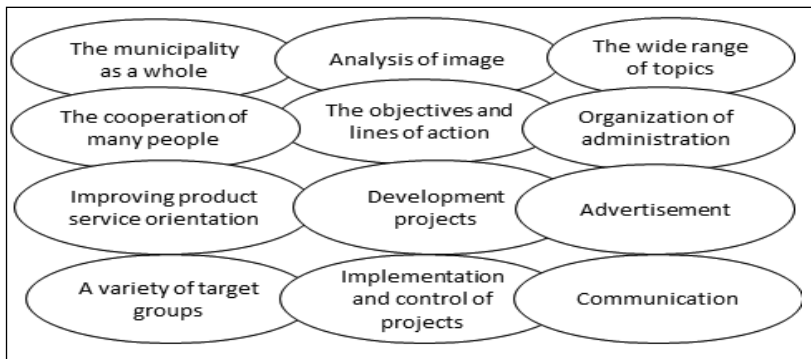 The municipality
as a whole
Analysis of image
The wide range
of topics
The cooperation of
many people
The objectives and
lines of action
Organization of
administration
Improving product
service orientation
Development
projects
Advertisement
A variety of target
groups
Implementation
and control of
projects
Communication